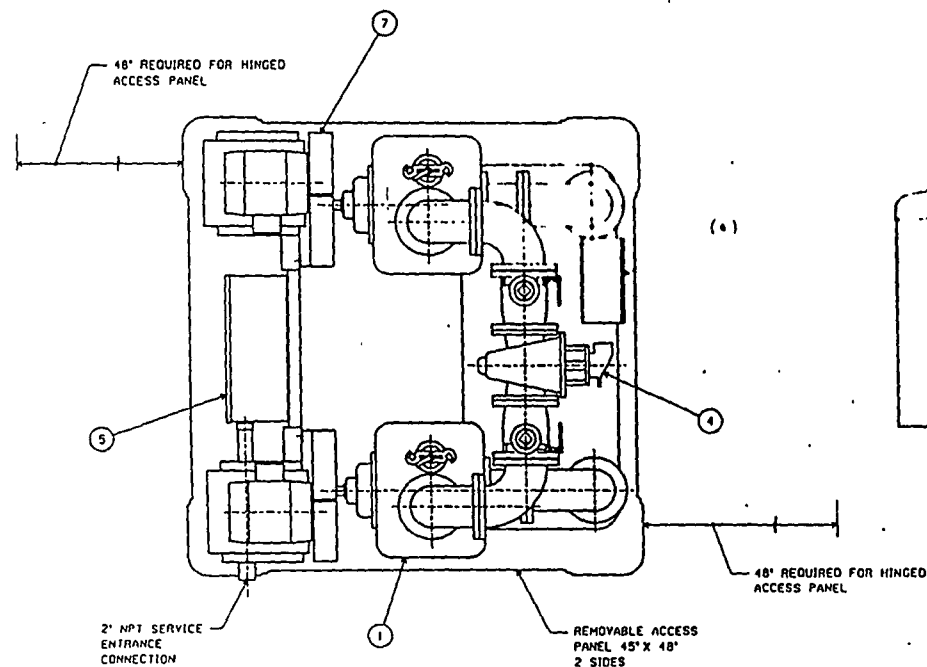 7
48" REQUIRED FOR HINGED
ACCESS PANEL
(6)
4
5
48" REQUIRED FOR HINGED
ACCESS PANEL
2" NPT SERVICE
ENTRANCE
CONNECTION
1
REMOVABLE ACCESS
PANEL 45" X 48"
2 SIDES